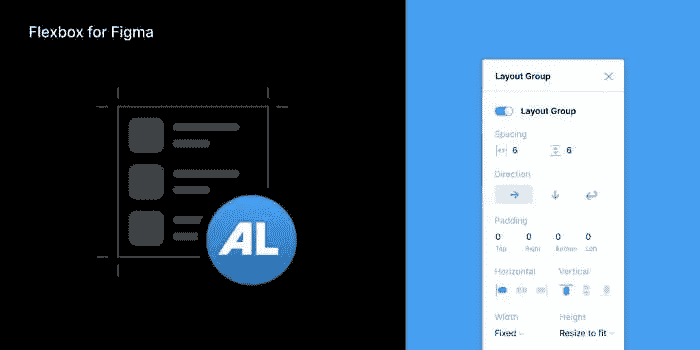 Flexbox for Figma
AL
Layout Group
Layout Group
Spacing
6 6
Direction
Padding
0 0 0 0
Top Right Bottom Left
Horizontal Vertical
Width Height
Fixed Resize to fit